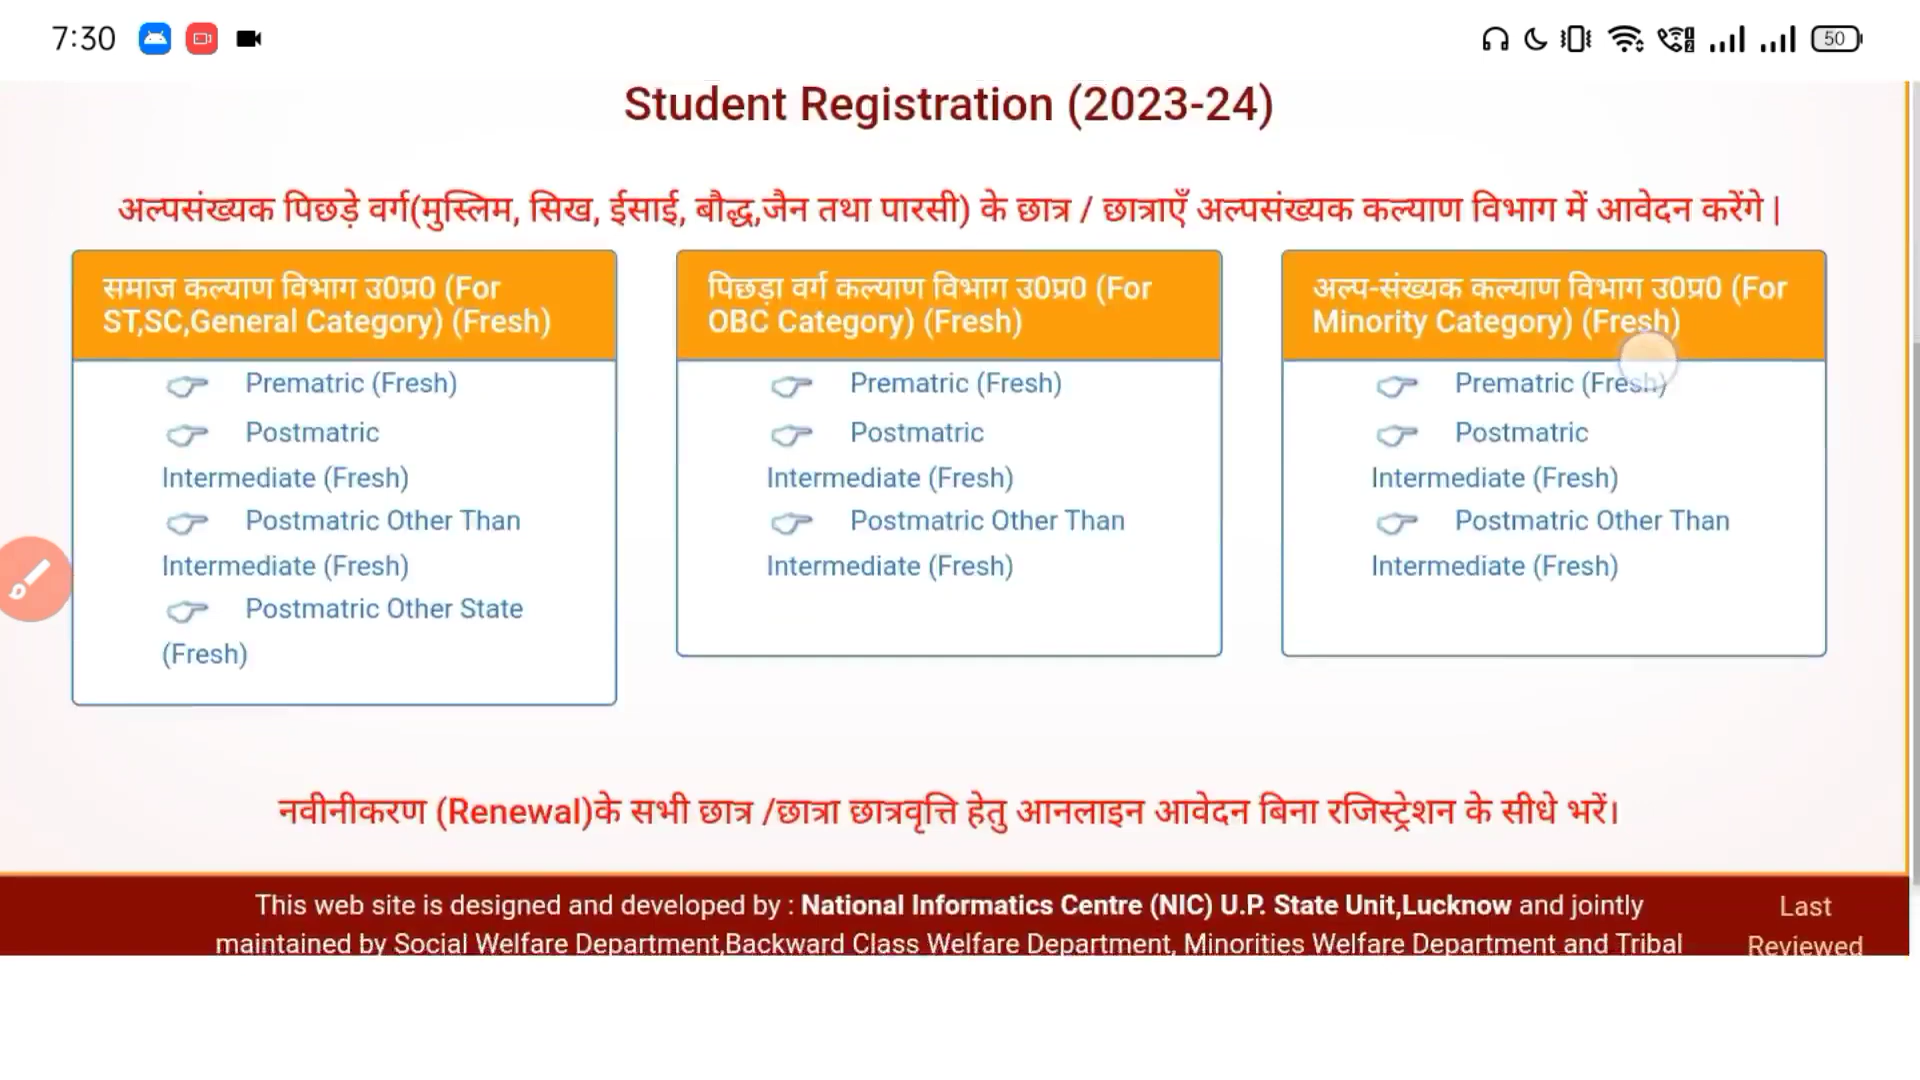 7:30
50
Student Registration (2023-24)
अल्पसंख्यक पिछड़े वर्ग(मुस्लिम, सिख, ईसाई, बौद्ध,जैन तथा पारसी) के छात्र / छात्राएँ अल्पसंख्यक कल्याण विभाग में आवेदन करेंगे |
समाज कल्याण विभाग उ0प्र0 (For
ST,SC,General Category) (Fresh)
Prematric (Fresh)
Postmatric
Intermediate (Fresh)
Postmatric Other Than
Intermediate (Fresh)
Postmatric Other State
(Fresh)
पिछड़ा वर्ग कल्याण विभाग उ0प्र0 (For
OBC Category) (Fresh)
Prematric (Fresh)
Postmatric
Intermediate (Fresh)
Postmatric Other Than
Intermediate (Fresh)
अल्प-संख्यक कल्याण विभाग उ0प्र0 (For
Minority Category) (Fresh)
Prematric (Fresh)
Postmatric
Intermediate (Fresh)
Postmatric Other Than
Intermediate (Fresh)
नवीनीकरण (Renewal)के सभी छात्र /छात्रा छात्रवृत्ति हेतु आनलाइन आवेदन बिना रजिस्ट्रेशन के सीधे भरें।
This web site is designed and developed by : National Informatics Centre (NIC) U.P. State Unit,Lucknow and jointly
maintained by Social Welfare Department,Backward Class Welfare Department, Minorities Welfare Department and Tribal
Last
Reviewed